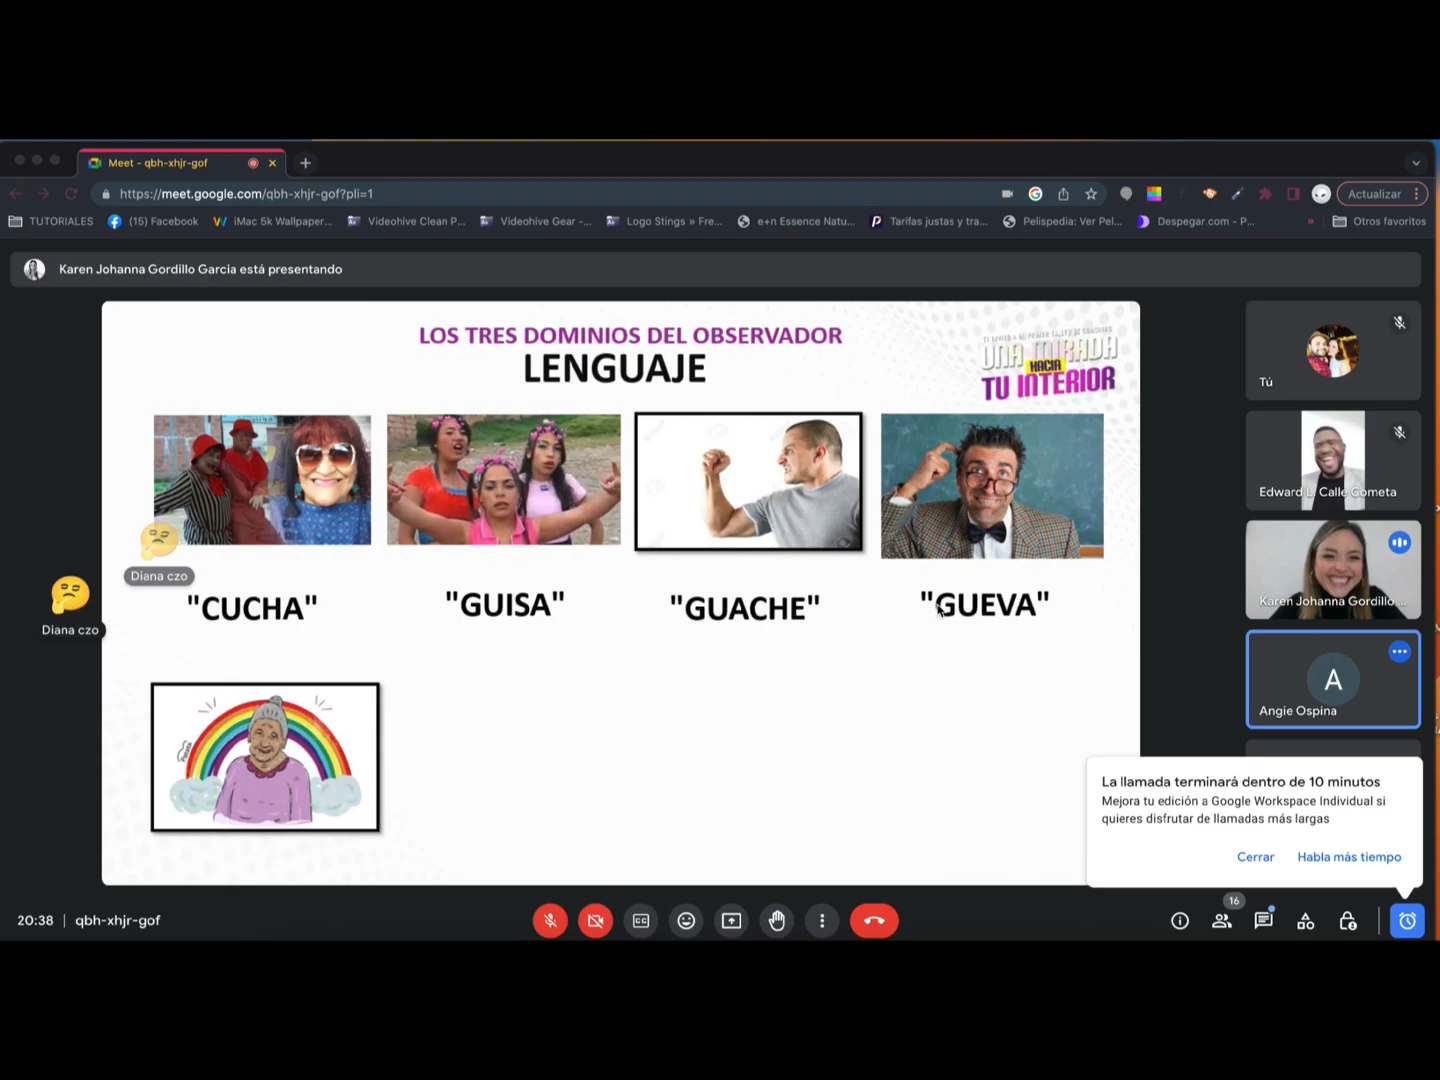 Meet - qbh-xhjr-gof
https://meet.google.com/qbh-xhjr-gof?pli=1
Actualizar
TUTORIALES
(15) Facebook
iMac 5k Wallpaper...
Videohive Clean P...
Videohive Gear -...
Logo Stings » Fre...
e+n Essence Natu...
Tarifas justas y tra...
Pelispedia: Ver Pel...
Despegar.com - P...
»
Otros favoritos
Karen Johanna Gordillo Garcia está presentando
LOS TRES DOMINIOS DEL OBSERVADOR
LENGUAJE
UNA MIRADA
HACIA
TU INTERIOR
Diana czo
Diana czo
"CUCHA"
"GUISA"
"GUACHE"
"GUEVA"
Tú
Edward L. Calle Gometa
Karen Johanna Gordillo ...
A
Angie Ospina
La llamada terminará dentro de 10 minutos
Mejora tu edición a Google Workspace Individual si
quieres disfrutar de llamadas más largas
Cerrar
Habla más tiempo
20:38 | qbh-xhjr-gof
CC
16